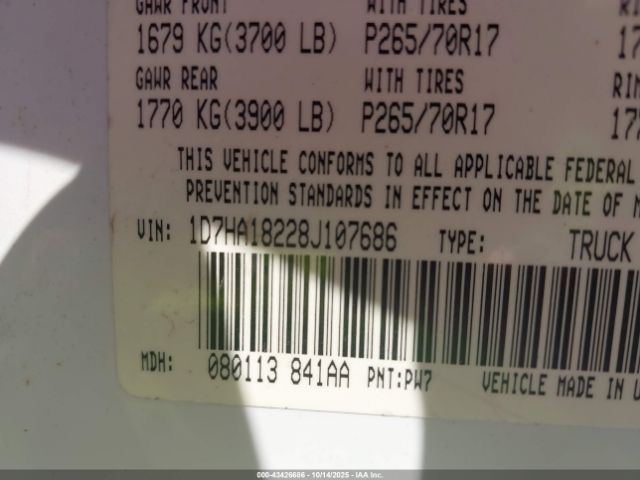 GAWR FRONT WITH TIRES
1679 KG(3700 LB) P265/70R17 17
GAWR REAR WITH TIRES
1770 KG(3900 LB) P265/70R17 177
THIS VEHICLE CONFORMS TO ALL APPLICABLE FEDERAL
PREVENTION STANDARDS IN EFFECT ON THE DATE OF M
VIN: 1D7HA18228J107686 TYPE: TRUCK
MDH: 080113 841AA PNT:PW7 VEHICLE MADE IN U
000-43426686 - 10/14/2025 - IAA Inc.